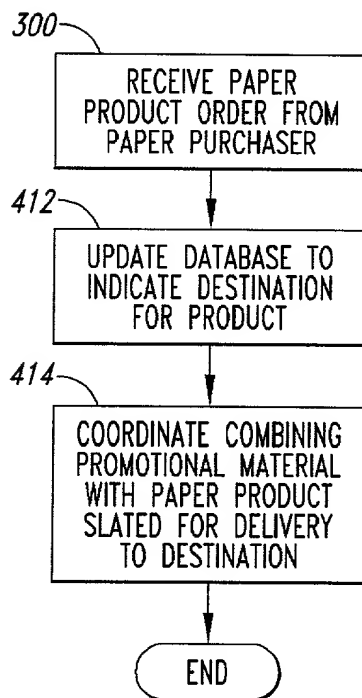 300
RECEIVE PAPER
PRODUCT ORDER FROM
PAPER PURCHASER
412
UPDATE DATABASE TO
INDICATE DESTINATION
FOR PRODUCT
414
COORDINATE COMBINING
PROMOTIONAL MATERIAL
WITH PAPER PRODUCT
SLATED FOR DELIVERY
TO DESTINATION
END